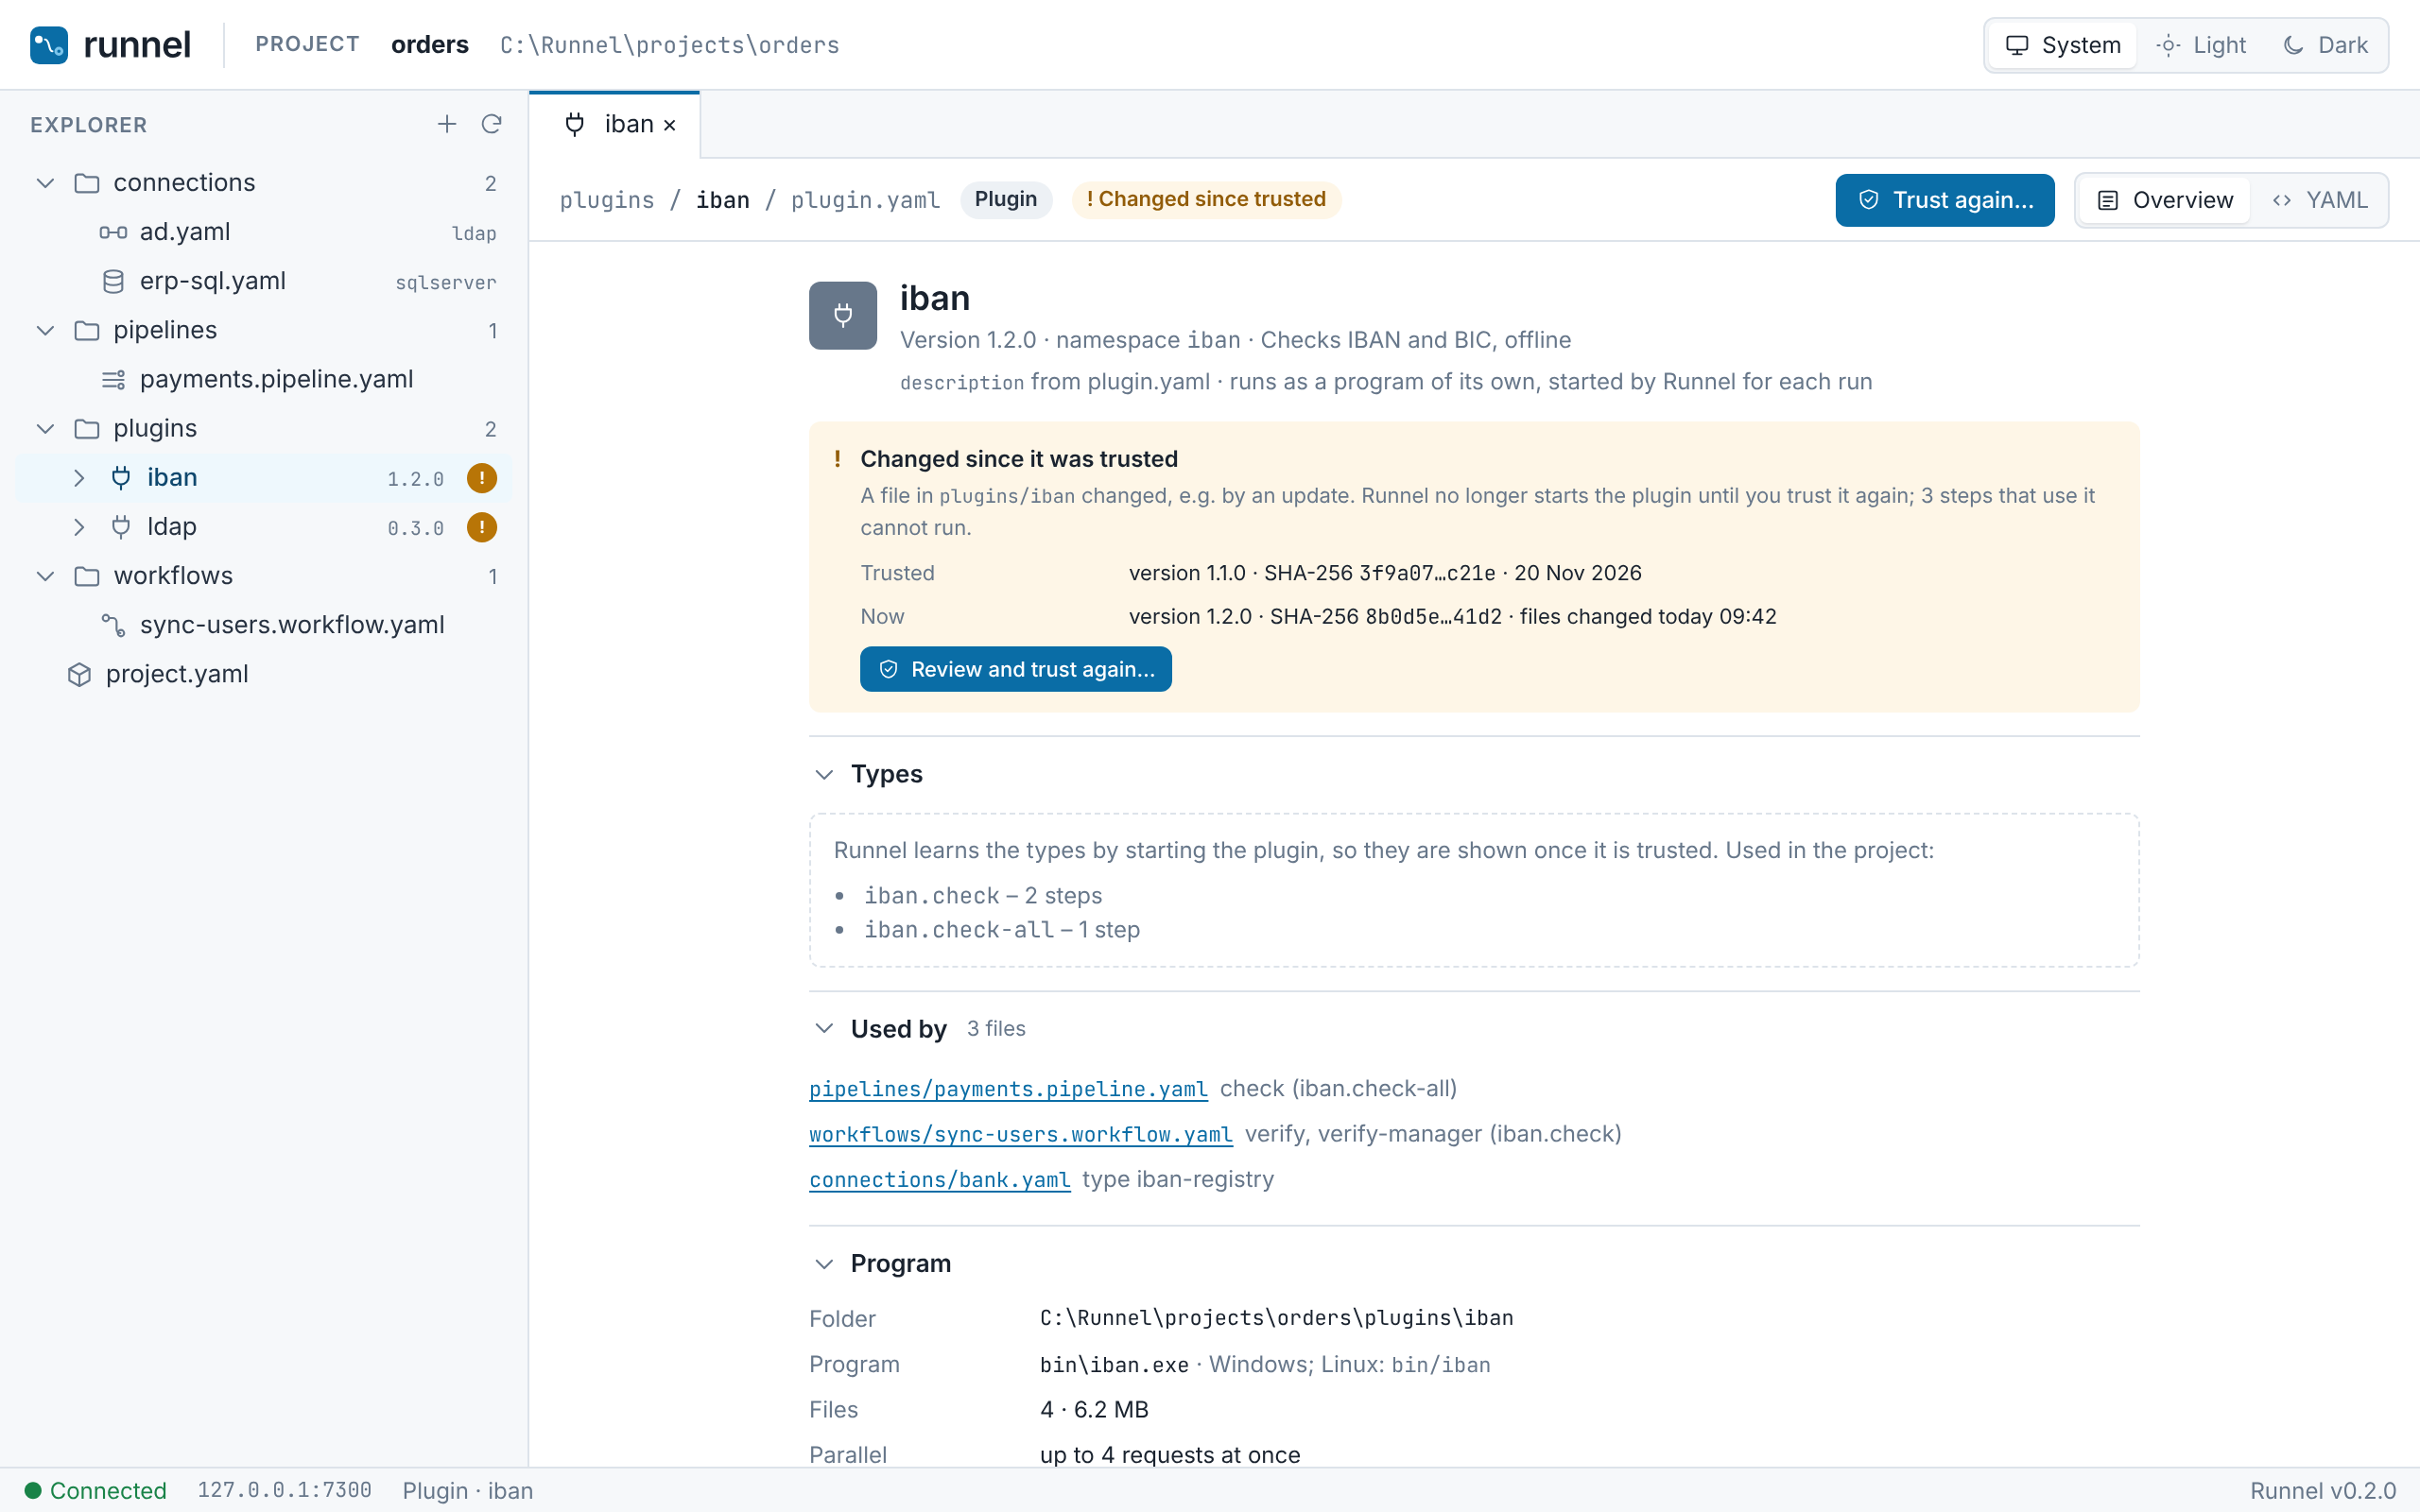 runnel
PROJECT orders C:\Runnel\projects\orders
System Light Dark
EXPLORER
connections 2
ad.yaml ldap
erp-sql.yaml sqlserver
pipelines 1
payments.pipeline.yaml
plugins 2
iban 1.2.0 !
ldap 0.3.0 !
workflows 1
sync-users.workflow.yaml
project.yaml
iban ×
plugins / iban / plugin.yaml Plugin ! Changed since trusted
Trust again... Overview YAML
iban
Version 1.2.0 · namespace iban · Checks IBAN and BIC, offline
description from plugin.yaml · runs as a program of its own, started by Runnel for each run
! Changed since it was trusted
A file in plugins/iban changed, e.g. by an update. Runnel no longer starts the plugin until you trust it again; 3 steps that use it
cannot run.
Trusted version 1.1.0 · SHA-256 3f9a07…c21e · 20 Nov 2026
Now version 1.2.0 · SHA-256 8b0d5e…41d2 · files changed today 09:42
Review and trust again...
Types
Runnel learns the types by starting the plugin, so they are shown once it is trusted. Used in the project:
• iban.check – 2 steps
• iban.check-all – 1 step
Used by 3 files
pipelines/payments.pipeline.yaml check (iban.check-all)
workflows/sync-users.workflow.yaml verify, verify-manager (iban.check)
connections/bank.yaml type iban-registry
Program
Folder C:\Runnel\projects\orders\plugins\iban
Program bin\iban.exe · Windows; Linux: bin/iban
Files 4 · 6.2 MB
Parallel up to 4 requests at once
Connected 127.0.0.1:7300 Plugin · iban
Runnel v0.2.0